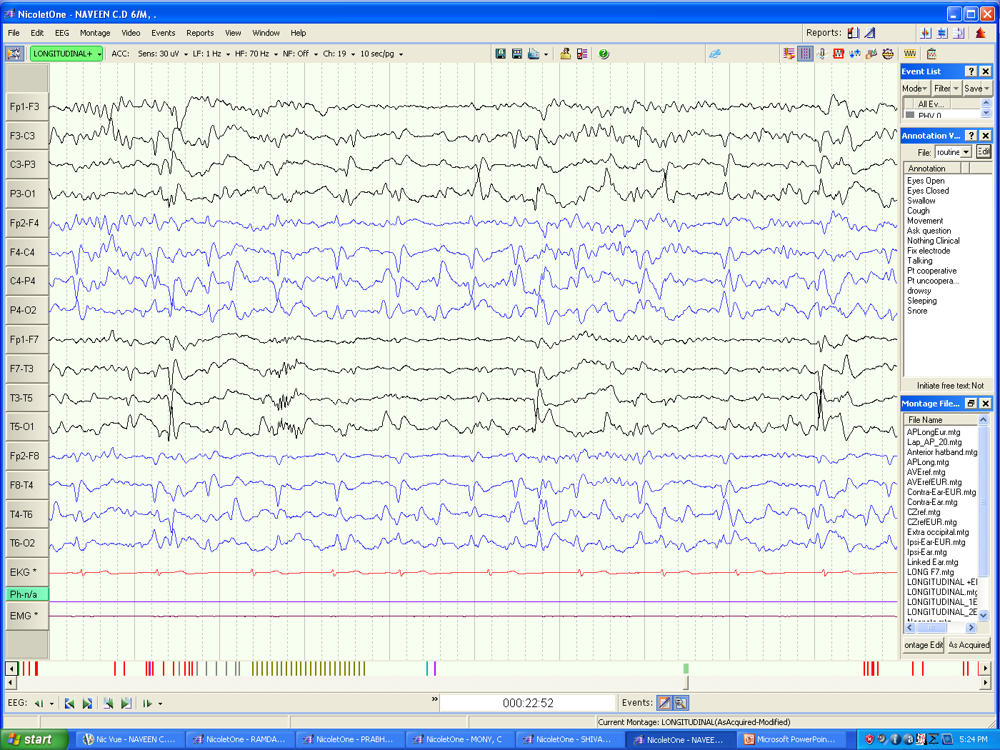 NicoletOne - NAVEEN C.D 6/M, .
File Edit EEG Montage Video Events Reports View Window Help
Reports:
LONGITUDINAL+ ACC: Sens: 30 uV LF: 1 Hz HF: 70 Hz NF: Off Ch: 19 10 sec/pg
Event List
Mode Filter Save
All Ev...
PHV 0
Annotation V...
File: routine Edit
Annotation
Eyes Open
Eyes Closed
Swallow
Cough
Movement
Ask question
Nothing Clinical
Fix electrode
Talking
Pt cooperative
Pt uncoopera...
drowsy
Sleeping
Snore
Initiate free text: Not
Montage File...
File Name
APLongEur.mtg
Lap_AP_20.mtg
Anterior hatband.mtg
APLong.mtg
AVEref.mtg
AVErefEUR.mtg
Contra-Ear-EUR.mtg
Contra-Ear.mtg
CZref.mtg
CZrefEUR.mtg
Extra occipital.mtg
Ipsi-Ear-EUR.mtg
Ipsi-Ear.mtg
Linked Ear.mtg
LONG F7.mtg
LONGITUDINAL +El
LONGITUDINAL.mtg
LONGITUDINAL_1E
LONGITUDINAL_2E
ontage Edit As Acquired
Fp1-F3
F3-C3
C3-P3
P3-O1
Fp2-F4
F4-C4
C4-P4
P4-O2
Fp1-F7
F7-T3
T3-T5
T5-O1
Fp2-F8
F8-T4
T4-T6
T6-O2
EKG *
Ph-n/a
EMG *
EEG: » 000:22:52 Events:
Current Montage: LONGITUDINAL(AsAcquired-Modified)
start Nic Vue - NAVEEN C.... NicoletOne - RAMDA... NicoletOne - PRABH... NicoletOne - MONY, C NicoletOne - SHIVA... NicoletOne - NAVEE... Microsoft PowerPoin... 5:24 PM